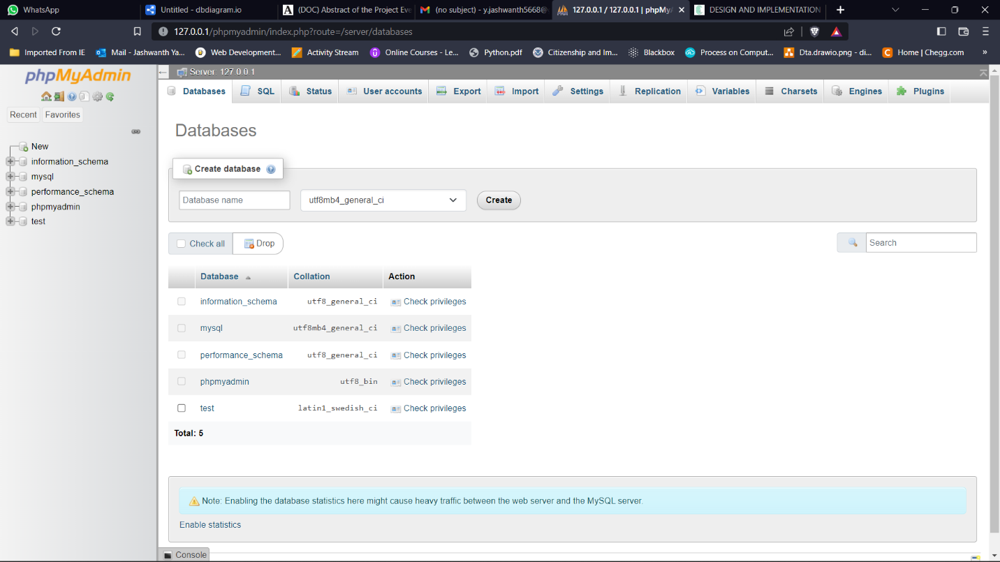 WhatsApp
Untitled - dbdiagram.io
(DOC) Abstract of the Project Eve
(no subject) - y.jashwanth5668@
127.0.0.1 / 127.0.0.1 | phpMyA
DESIGN AND IMPLEMENTATION
127.0.0.1/phpmyadmin/index.php?route=/server/databases
Imported From IE
Mail - Jashwanth Ya...
Web Development...
Activity Stream
Online Courses - Le...
Python.pdf
Citizenship and Im...
Blackbox
Process on Comput...
Dta.drawio.png - di...
Home | Chegg.com
»
phpMyAdmin
Recent
Favorites
New
information_schema
mysql
performance_schema
phpmyadmin
test
Server: 127.0.0.1
Databases
SQL
Status
User accounts
Export
Import
Settings
Replication
Variables
Charsets
Engines
Plugins
Databases
Create database
Database name
utf8mb4_general_ci
Create
Check all
Drop
Search
Database Collation Action
information_schema utf8_general_ci Check privileges
mysql utf8mb4_general_ci Check privileges
performance_schema utf8_general_ci Check privileges
phpmyadmin utf8_bin Check privileges
test latin1_swedish_ci Check privileges
Total: 5
Note: Enabling the database statistics here might cause heavy traffic between the web server and the MySQL server.
Enable statistics
Console